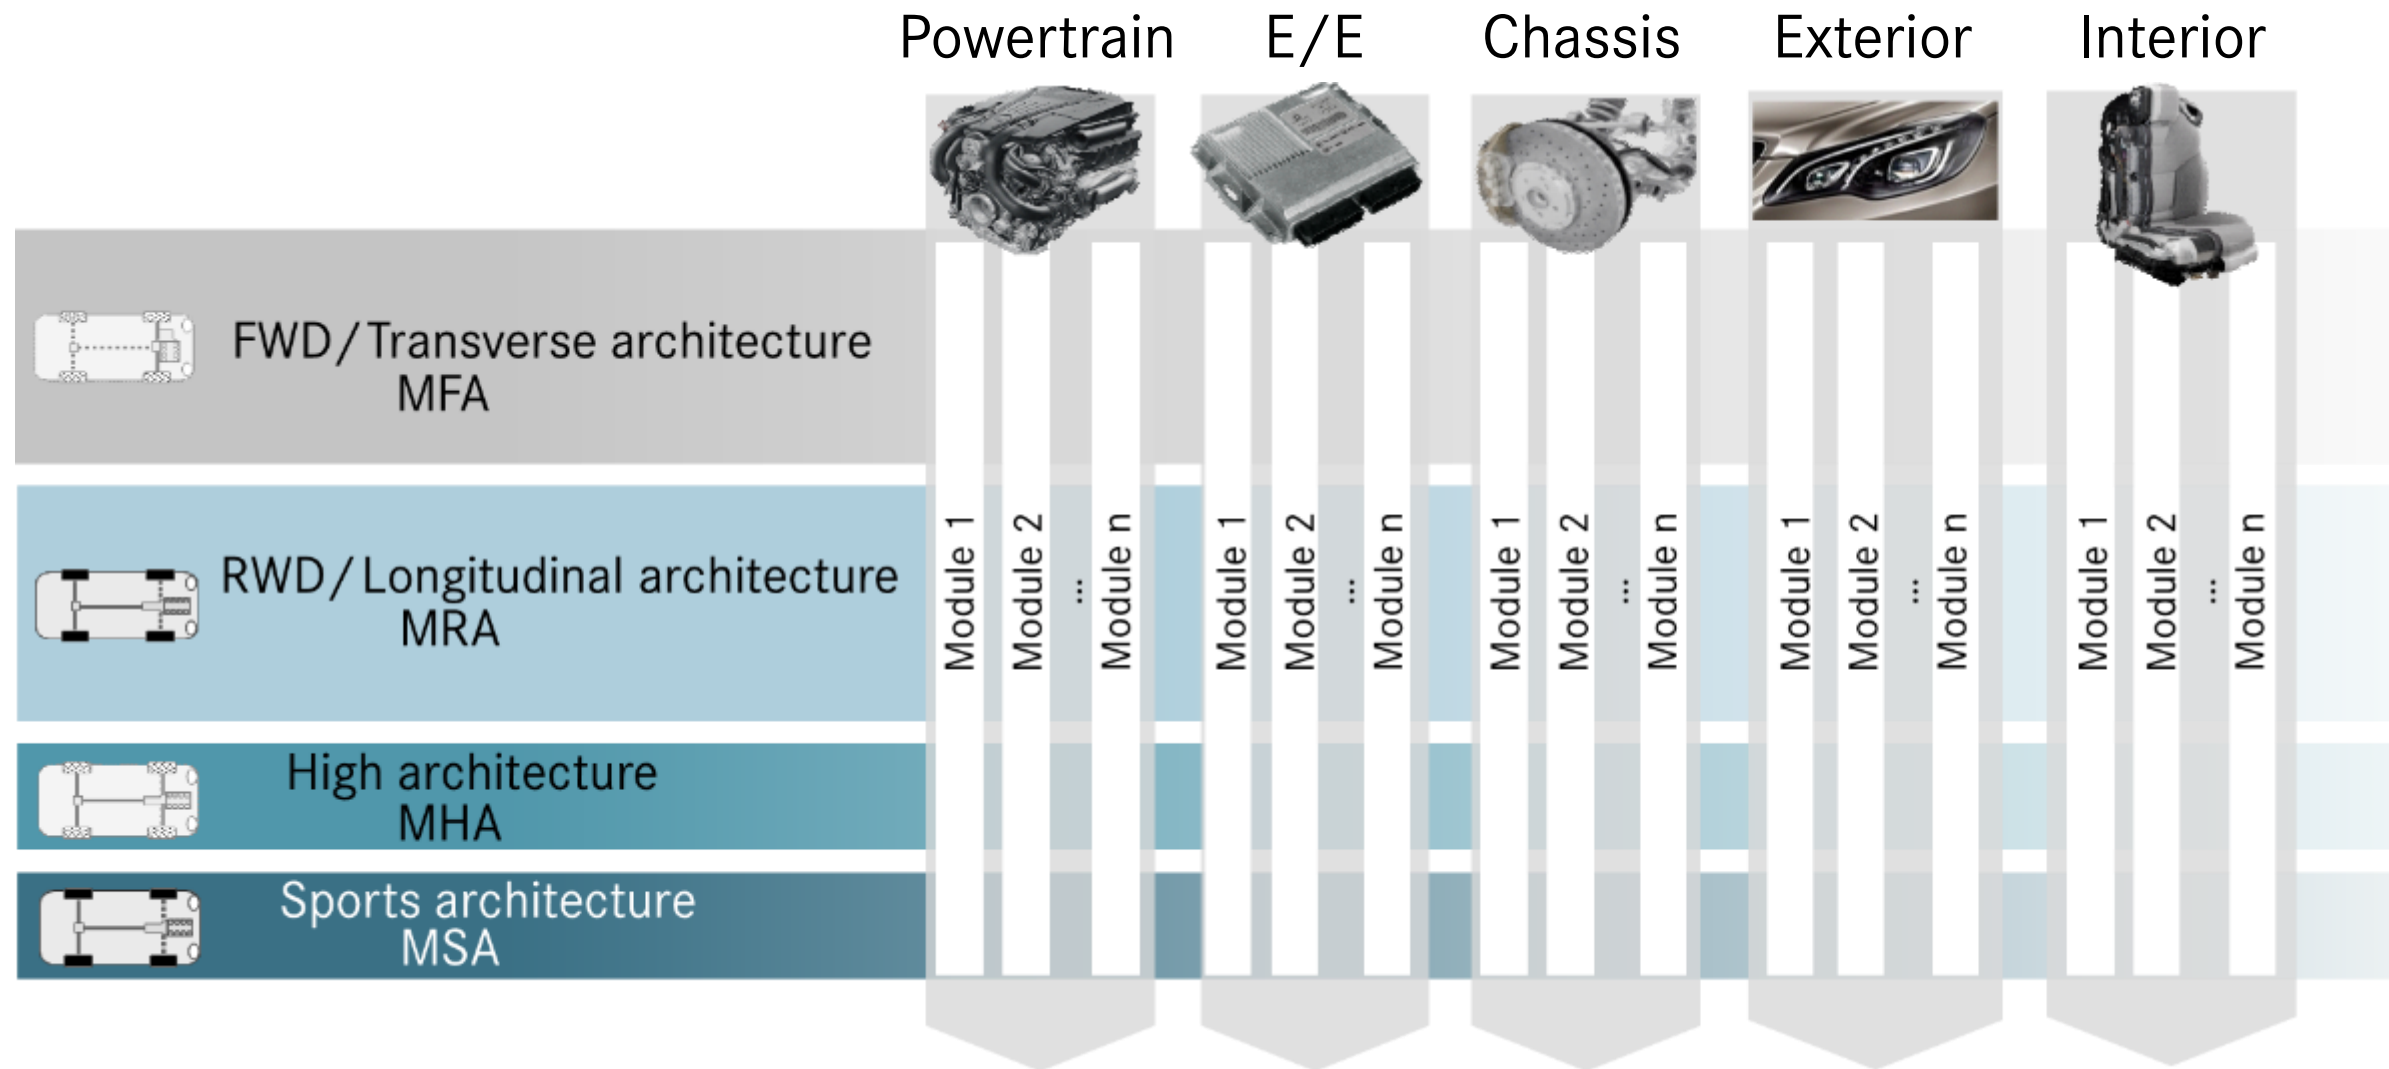 Powertrain
E/E
Chassis
Exterior
Interior
FWD/Transverse architecture
MFA
RWD/Longitudinal architecture
MRA
High architecture
MHA
Sports architecture
MSA
Module 1
Module 2
...
Module n
Module 1
Module 2
...
Module n
Module 1
Module 2
...
Module n
Module 1
Module 2
...
Module n
Module 1
Module 2
...
Module n